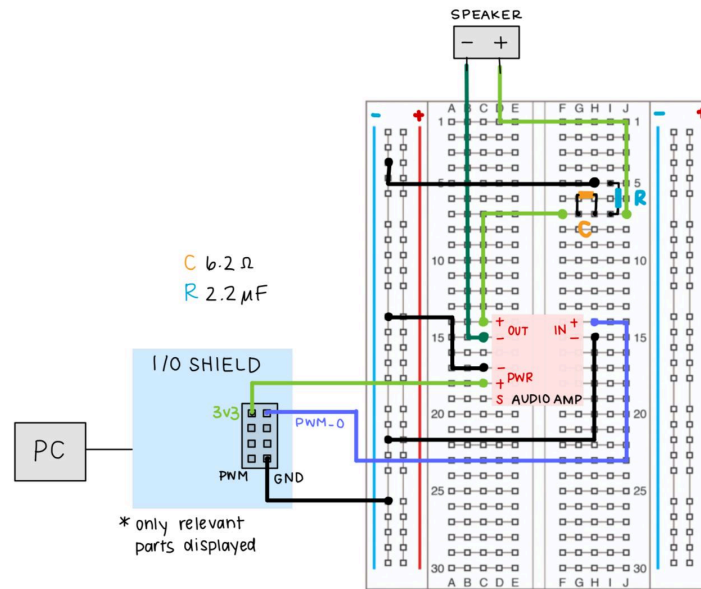 SPEAKER
- +
- + - +
A B C D E F G H I J
1 1
5 5
R
C
10 10
C 6.2 Ω
R 2.2 μF
+ OUT IN +
15 - - 15
I/O SHIELD
-
+ PWR
3V3
S AUDIO AMP
20 20
PWM_0
PC
PWM GND
25 25
* only relevant
parts displayed
30 30
A B C D E F G H I J